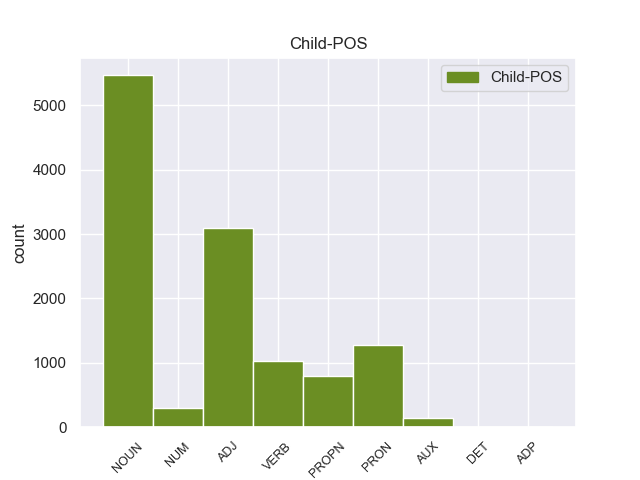 Child-POS
Child-POS
5000
4000
3000
2000
1000
0
count
NOUN NUM ADJ VERB PROPN PRON AUX DET ADP